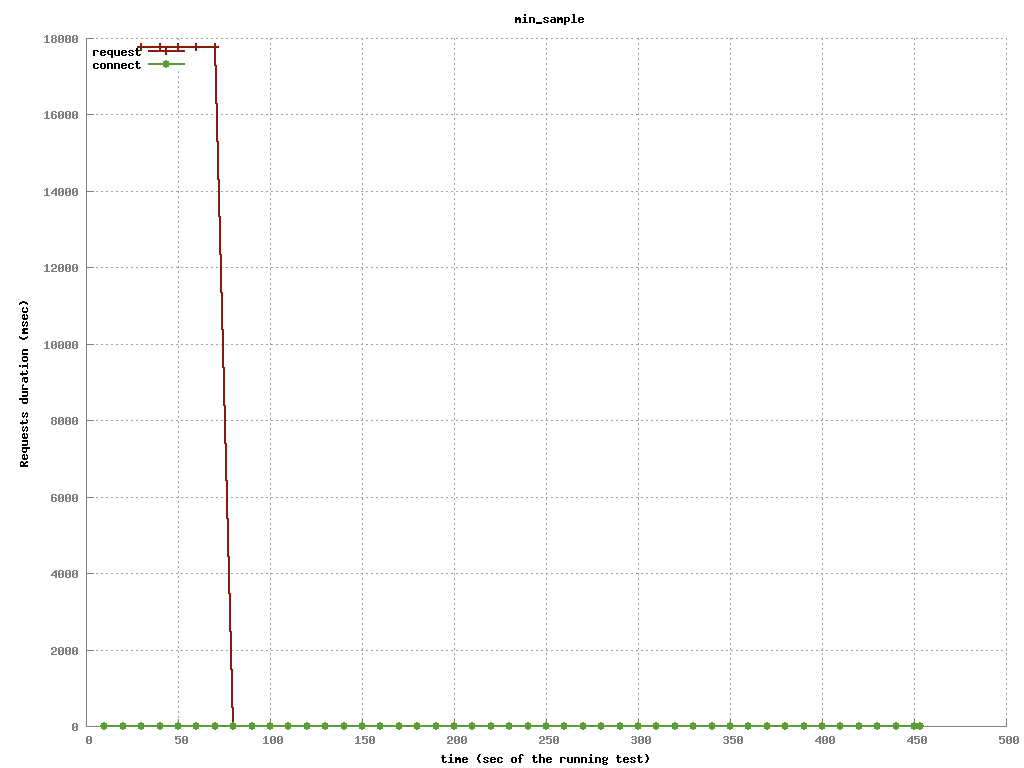 min_sample
18000
request
connect
16000
14000
12000
10000
8000
6000
4000
2000
0
Requests duration (msec)
0 50 100 150 200 250 300 350 400 450 500
time (sec of the running test)